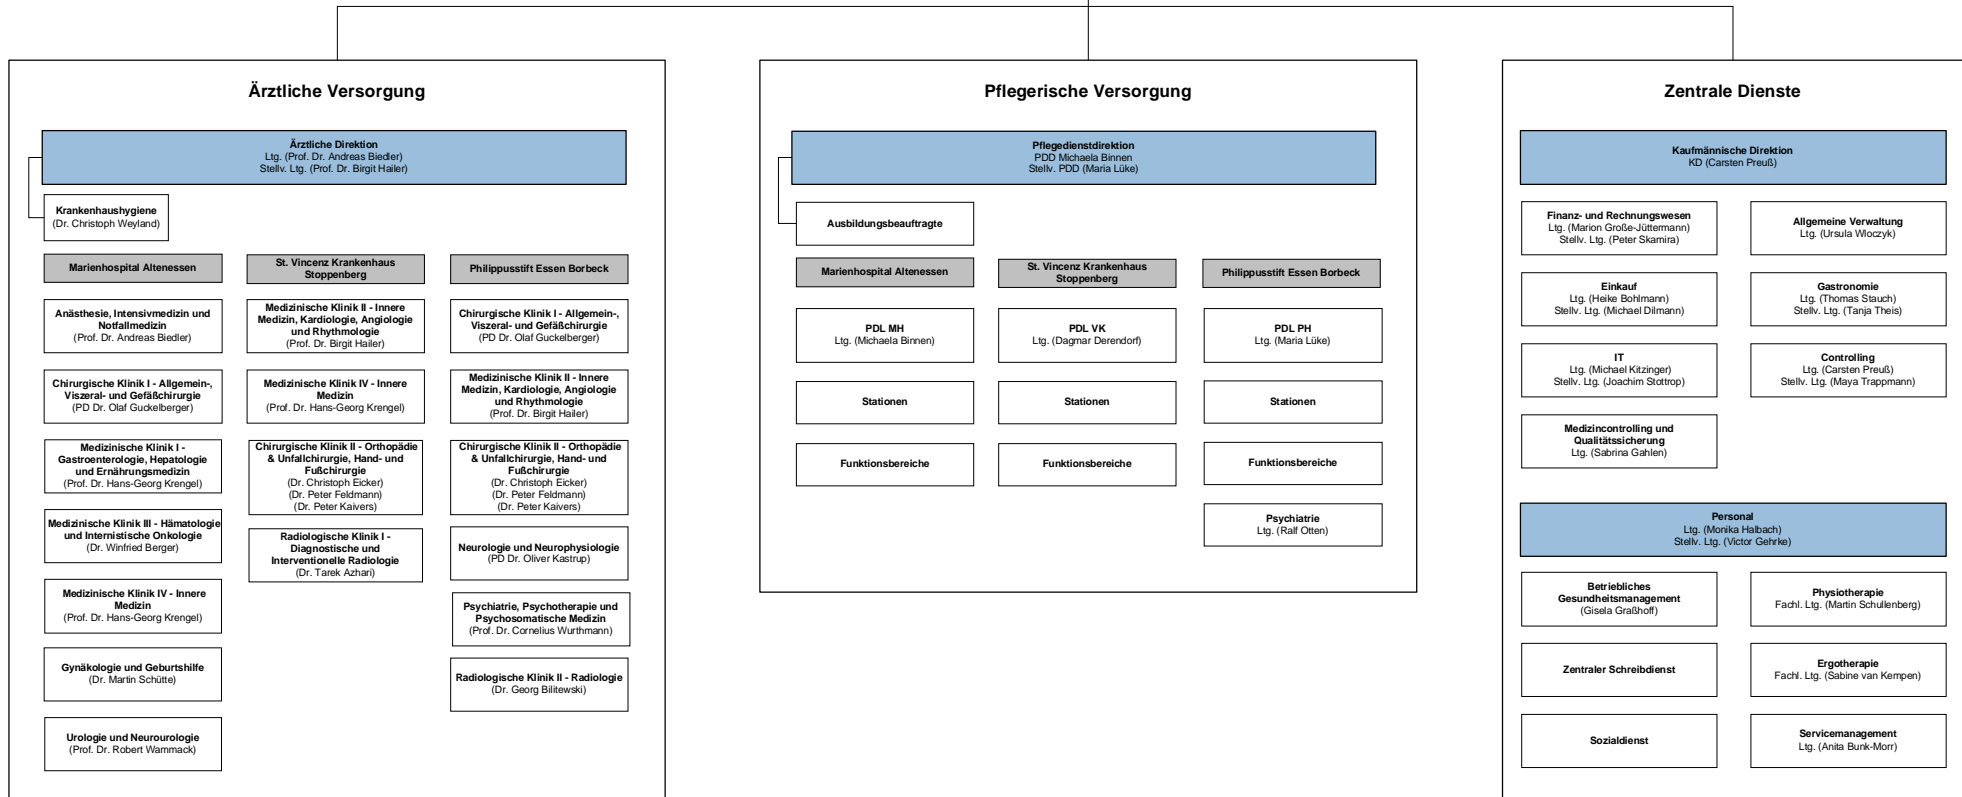 Ärztliche Versorgung
Ärztliche Direktion
Ltg. (Prof. Dr. Andreas Biedler)
Stellv. Ltg. (Prof. Dr. Birgit Hailer)
Krankenhaushygiene
(Dr. Christoph Weyland)
Marienhospital Altenessen
Anästhesie, Intensivmedizin und
Notfallmedizin
(Prof. Dr. Andreas Biedler)
Chirurgische Klinik I - Allgemein-,
Viszeral- und Gefäßchirurgie
(PD Dr. Olaf Guckelberger)
Medizinische Klinik I -
Gastroenterologie, Hepatologie
und Ernährungsmedizin
(Prof. Dr. Hans-Georg Krengel)
Medizinische Klinik III - Hämatologie
und Internistische Onkologie
(Dr. Winfried Berger)
Medizinische Klinik IV - Innere
Medizin
(Prof. Dr. Hans-Georg Krengel)
Gynäkologie und Geburtshilfe
(Dr. Martin Schütte)
Urologie und Neurourologie
(Prof. Dr. Robert Wammack)
St. Vincenz Krankenhaus
Stoppenberg
Medizinische Klinik II - Innere
Medizin, Kardiologie, Angiologie
und Rhythmologie
(Prof. Dr. Birgit Hailer)
Medizinische Klinik IV - Innere
Medizin
(Prof. Dr. Hans-Georg Krengel)
Chirurgische Klinik II - Orthopädie
& Unfallchirurgie, Hand- und
Fußchirurgie
(Dr. Christoph Eicker)
(Dr. Peter Feldmann)
(Dr. Peter Kaivers)
Radiologische Klinik I -
Diagnostische und
Interventionelle Radiologie
(Dr. Tarek Azhari)
Philippusstift Essen Borbeck
Chirurgische Klinik I - Allgemein-,
Viszeral- und Gefäßchirurgie
(PD Dr. Olaf Guckelberger)
Medizinische Klinik II - Innere
Medizin, Kardiologie, Angiologie
und Rhythmologie
(Prof. Dr. Birgit Hailer)
Chirurgische Klinik II - Orthopädie
& Unfallchirurgie, Hand- und
Fußchirurgie
(Dr. Christoph Eicker)
(Dr. Peter Feldmann)
(Dr. Peter Kaivers)
Neurologie und Neurophysiologie
(PD Dr. Oliver Kastrup)
Psychiatrie, Psychotherapie und
Psychosomatische Medizin
(Prof. Dr. Cornelius Wurthmann)
Radiologische Klinik II - Radiologie
(Dr. Georg Bilitewski)
Pflegerische Versorgung
Pflegedienstdirektion
PDD Michaela Binnen
Stellv. PDD (Maria Lüke)
Ausbildungsbeauftragte
Marienhospital Altenessen
PDL MH
Ltg. (Michaela Binnen)
Stationen
Funktionsbereiche
St. Vincenz Krankenhaus
Stoppenberg
PDL VK
Ltg. (Dagmar Derendorf)
Stationen
Funktionsbereiche
Philippusstift Essen Borbeck
PDL PH
Ltg. (Maria Lüke)
Stationen
Funktionsbereiche
Psychiatrie
Ltg. (Ralf Otten)
Zentrale Dienste
Kaufmännische Direktion
KD (Carsten Preuß)
Finanz- und Rechnungswesen
Ltg. (Marion Große-Jüttermann)
Stellv. Ltg. (Peter Skamira)
Allgemeine Verwaltung
Ltg. (Ursula Wloczyk)
Einkauf
Ltg. (Heike Bohlmann)
Stellv. Ltg. (Michael Dilmann)
Gastronomie
Ltg. (Thomas Stauch)
Stellv. Ltg. (Tanja Theis)
IT
Ltg. (Michael Kitzinger)
Stellv. Ltg. (Joachim Stottrop)
Controlling
Ltg. (Carsten Preuß)
Stellv. Ltg. (Maya Trappmann)
Medizincontrolling und
Qualitätssicherung
Ltg. (Sabrina Gahlen)
Personal
Ltg. (Monika Halbach)
Stellv. Ltg. (Victor Gehrke)
Betriebliches
Gesundheitsmanagement
(Gisela Graßhoff)
Physiotherapie
Fachl. Ltg. (Martin Schullenberg)
Zentraler Schreibdienst
Ergotherapie
Fachl. Ltg. (Sabine van Kempen)
Sozialdienst
Servicemanagement
Ltg. (Anita Bunk-Morr)